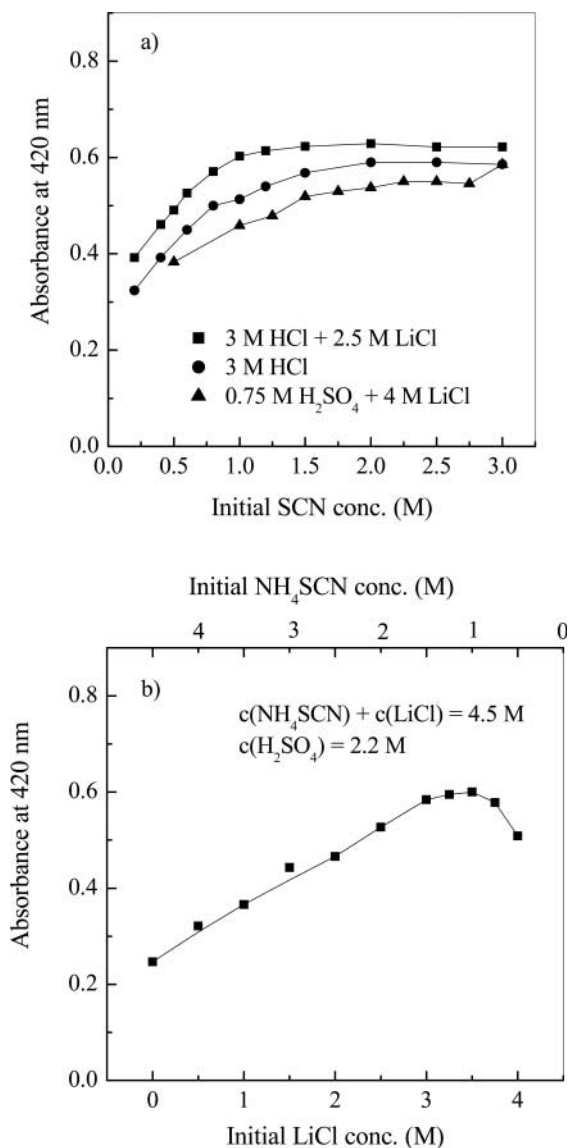 a)
0.8
0.6
0.4
0.2
0.0
Absorbance at 420 nm
3 M HCl + 2.5 M LiCl
3 M HCl
0.75 M H₂SO₄ + 4 M LiCl
0.0 0.5 1.0 1.5 2.0 2.5 3.0
Initial SCN conc. (M)
Initial NH₄SCN conc. (M)
4 3 2 1 0
b)
c(NH₄SCN) + c(LiCl) = 4.5 M
c(H₂SO₄) = 2.2 M
0.8
0.6
0.4
0.2
0.0
Absorbance at 420 nm
0 1 2 3 4
Initial LiCl conc. (M)